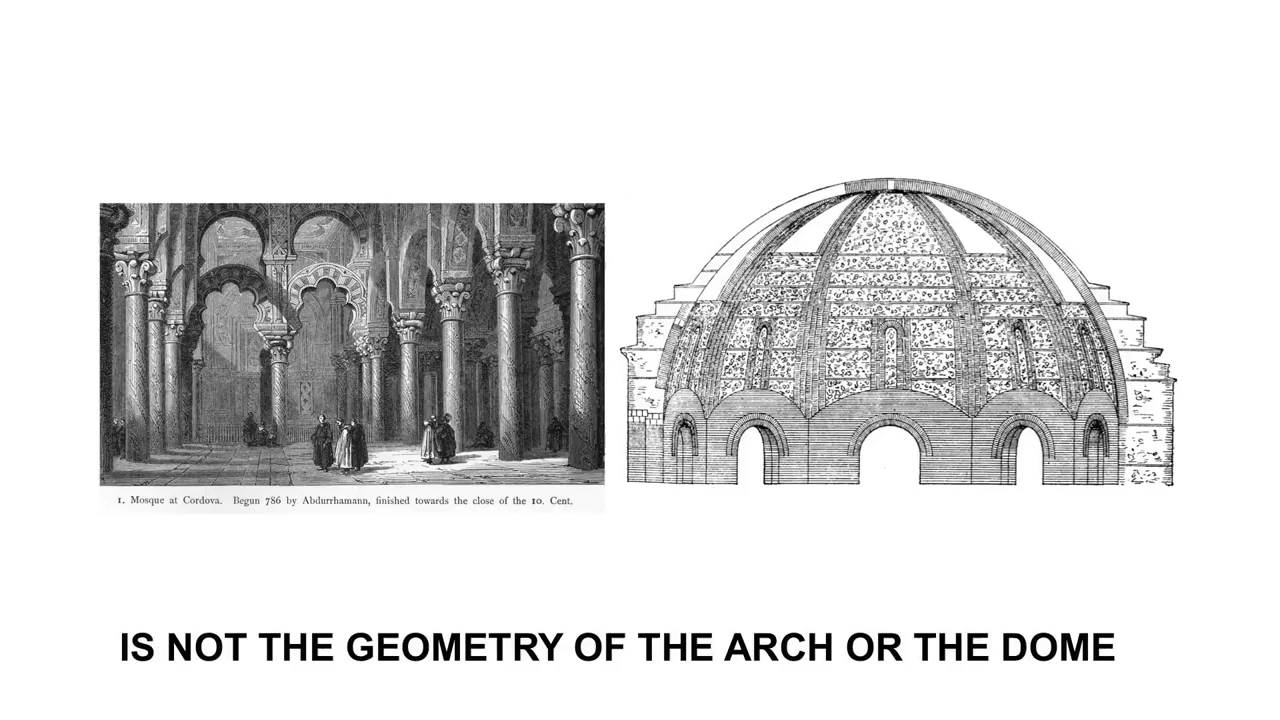 1. Mosque at Cordova. Begun 786 by Abdurrhamann, finished towards the close of the 10. Cent.
IS NOT THE GEOMETRY OF THE ARCH OR THE DOME